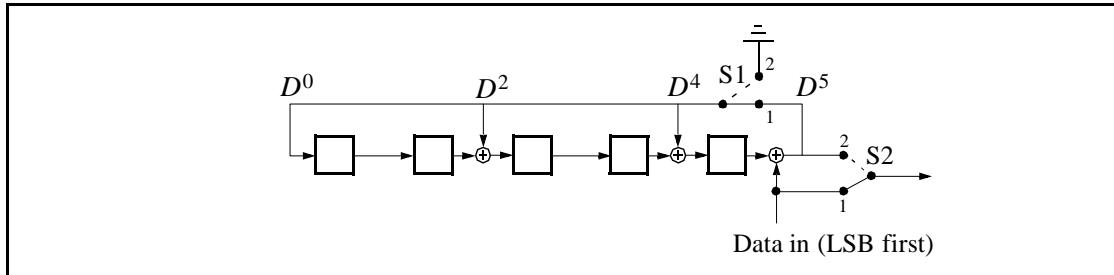 2
S1
D⁰ D² D⁴ D⁵
1
2
S2
1
Data in (LSB first)